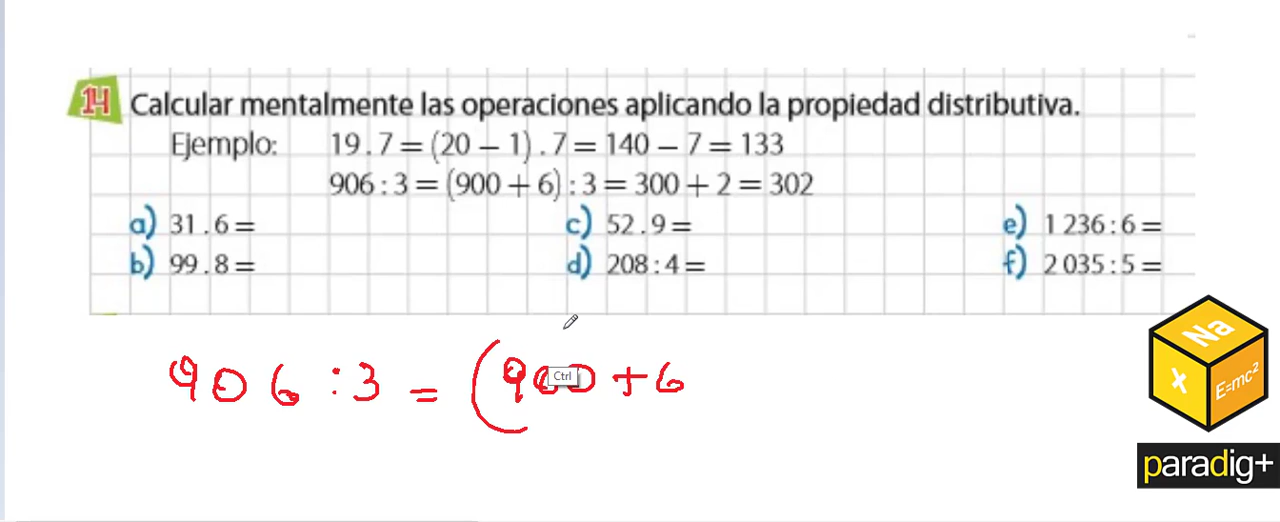 14 Calcular mentalmente las operaciones aplicando la propiedad distributiva.
Ejemplo: 19 . 7 = (20 – 1) . 7 = 140 – 7 = 133
906 : 3 = (900 + 6) : 3 = 300 + 2 = 302
a) 31 . 6 = c) 52 . 9 = e) 1 236 : 6 =
b) 99 . 8 = d) 208 : 4 = f) 2 035 : 5 =
906 : 3 = (900 + 6
Ctrl
Na
x E=mc²
paradig+